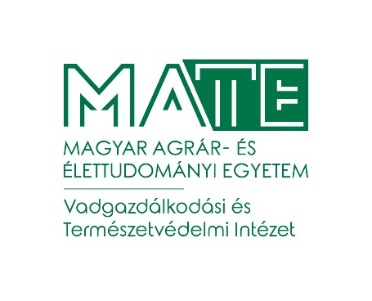 MATE
MAGYAR AGRÁR- ÉS
ÉLETTUDOMÁNYI EGYETEM
Vadgazdálkodási és
Természetvédelmi Intézet